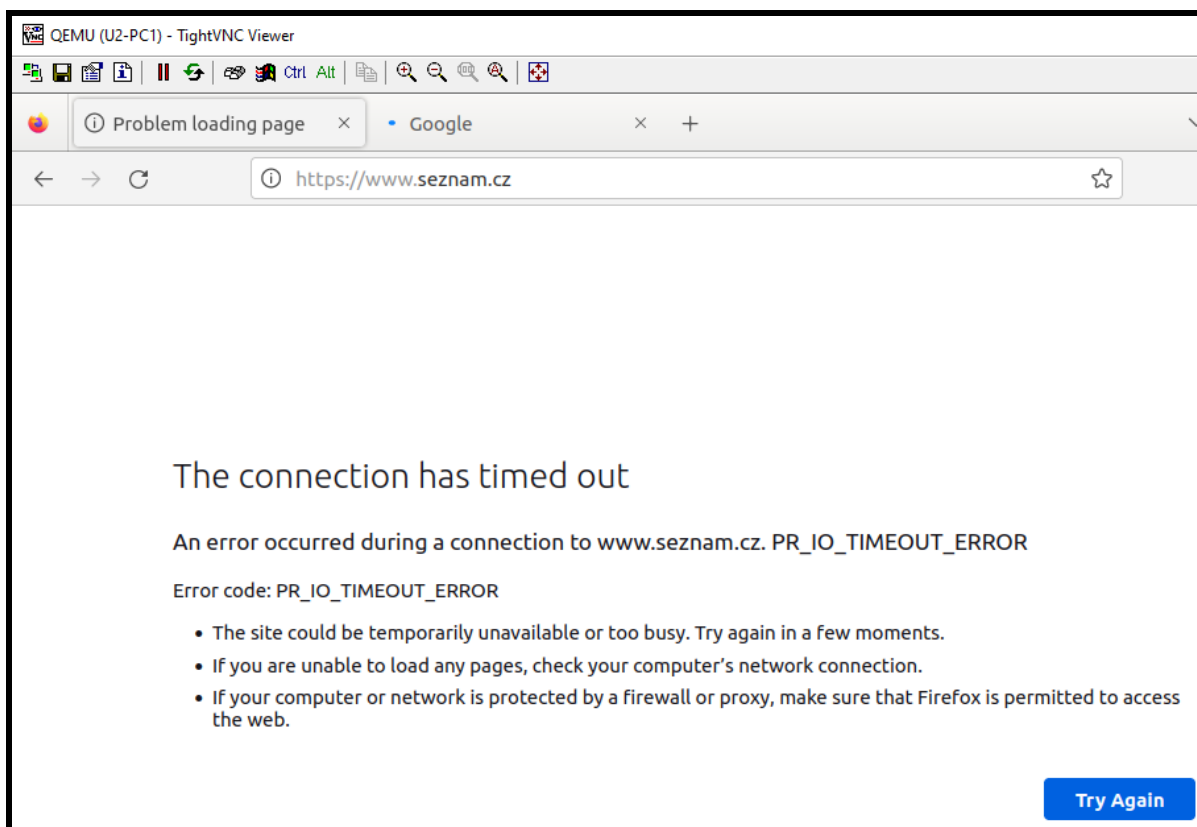 QEMU (U2-PC1) - TightVNC Viewer
Ctrl Alt
Problem loading page
Google
https://www.seznam.cz
The connection has timed out
An error occurred during a connection to www.seznam.cz. PR_IO_TIMEOUT_ERROR
Error code: PR_IO_TIMEOUT_ERROR
• The site could be temporarily unavailable or too busy. Try again in a few moments.
• If you are unable to load any pages, check your computer’s network connection.
• If your computer or network is protected by a firewall or proxy, make sure that Firefox is permitted to access
the web.
Try Again